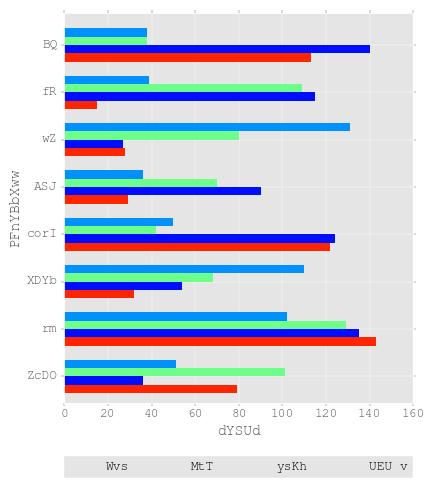 BQ
fR
wZ
ASJ
corI
XDYb
rm
ZcDO
PFnYBbXww
0 20 40 60 80 100 120 140 160
dYSUd
Wvs MtT ysKh UEU v